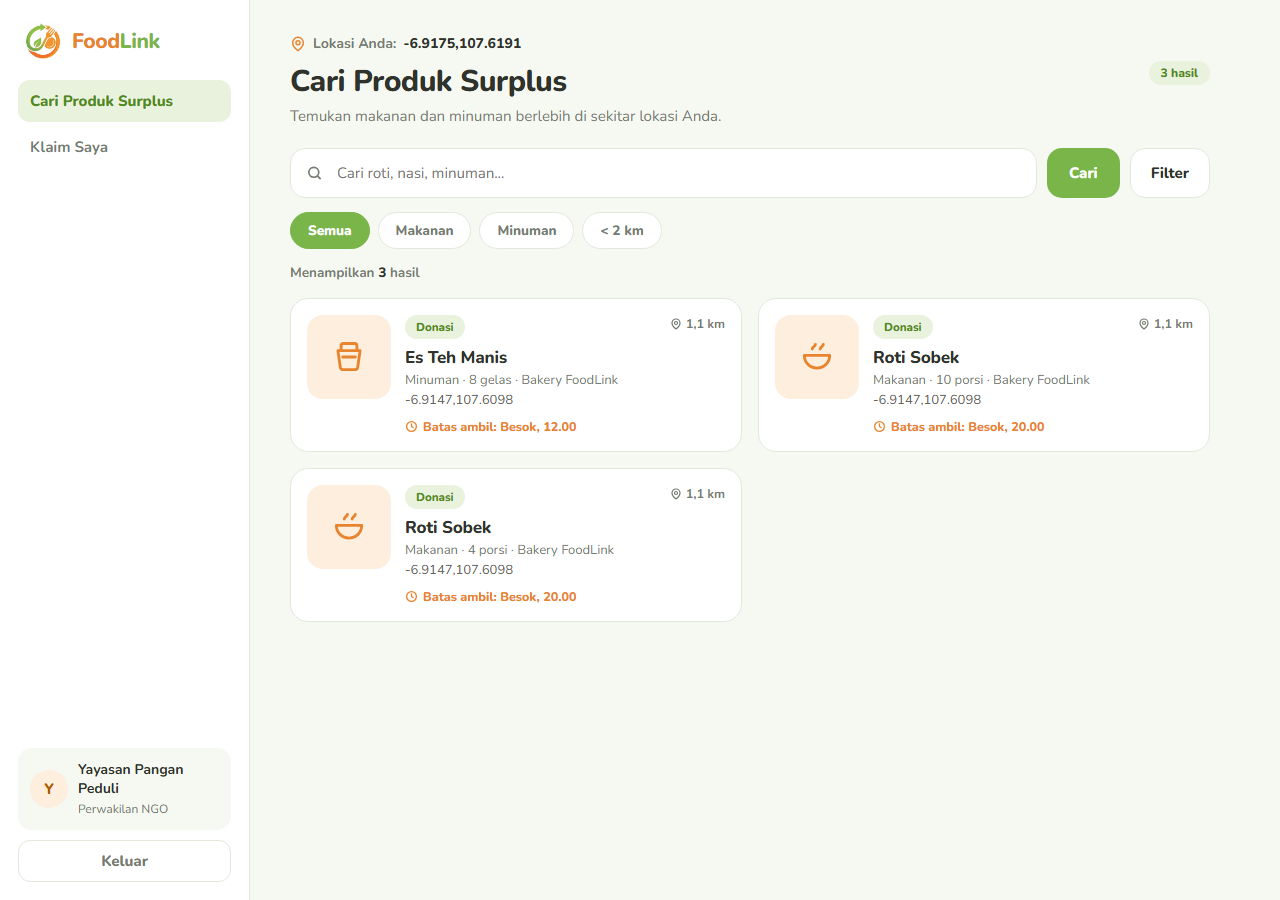 FoodLink
Cari Produk Surplus
Klaim Saya
Yayasan Pangan
Peduli
Y
Perwakilan NGO
Keluar
Lokasi Anda: -6.9175,107.6191
Cari Produk Surplus
3 hasil
Temukan makanan dan minuman berlebih di sekitar lokasi Anda.
Cari roti, nasi, minuman...
Cari
Filter
Semua
Makanan
Minuman
< 2 km
Menampilkan 3 hasil
Donasi
1,1 km
Es Teh Manis
Minuman · 8 gelas · Bakery FoodLink
-6.9147,107.6098
Batas ambil: Besok, 12.00
Donasi
1,1 km
Roti Sobek
Makanan · 10 porsi · Bakery FoodLink
-6.9147,107.6098
Batas ambil: Besok, 20.00
Donasi
1,1 km
Roti Sobek
Makanan · 4 porsi · Bakery FoodLink
-6.9147,107.6098
Batas ambil: Besok, 20.00